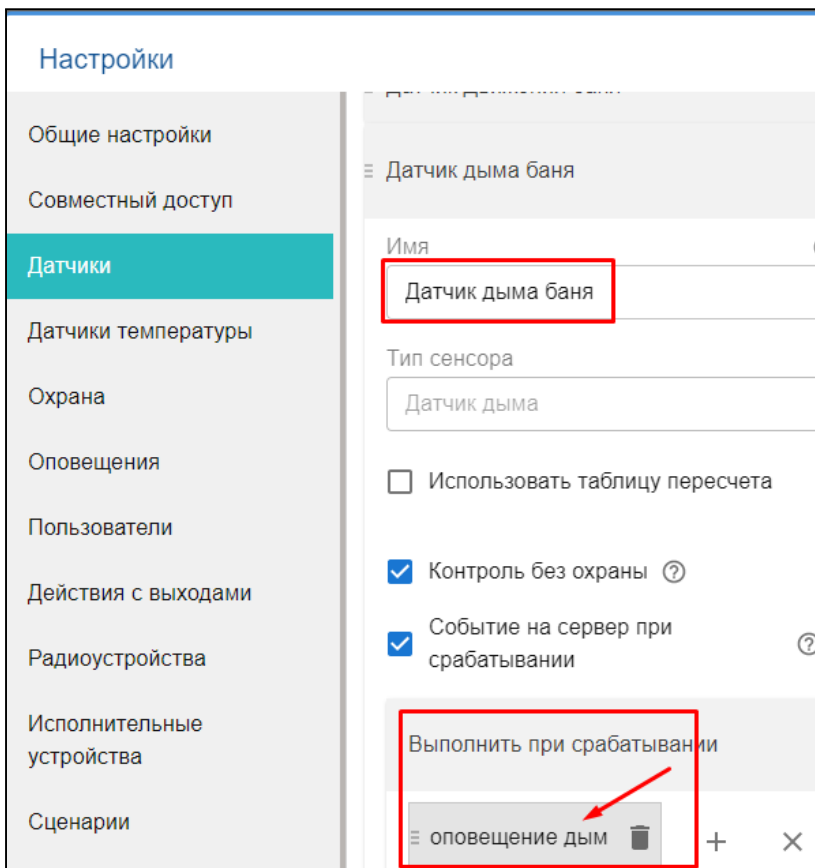 Настройки
Общие настройки
Совместный доступ
Датчики
Датчики температуры
Охрана
Оповещения
Пользователи
Действия с выходами
Радиоустройства
Исполнительные
устройства
Сценарии
Датчик дыма баня
Имя
Датчик дыма баня
Тип сенсора
Датчик дыма
Использовать таблицу пересчета
Контроль без охраны
Событие на сервер при
срабатывании
Выполнить при срабатывании
оповещение дым